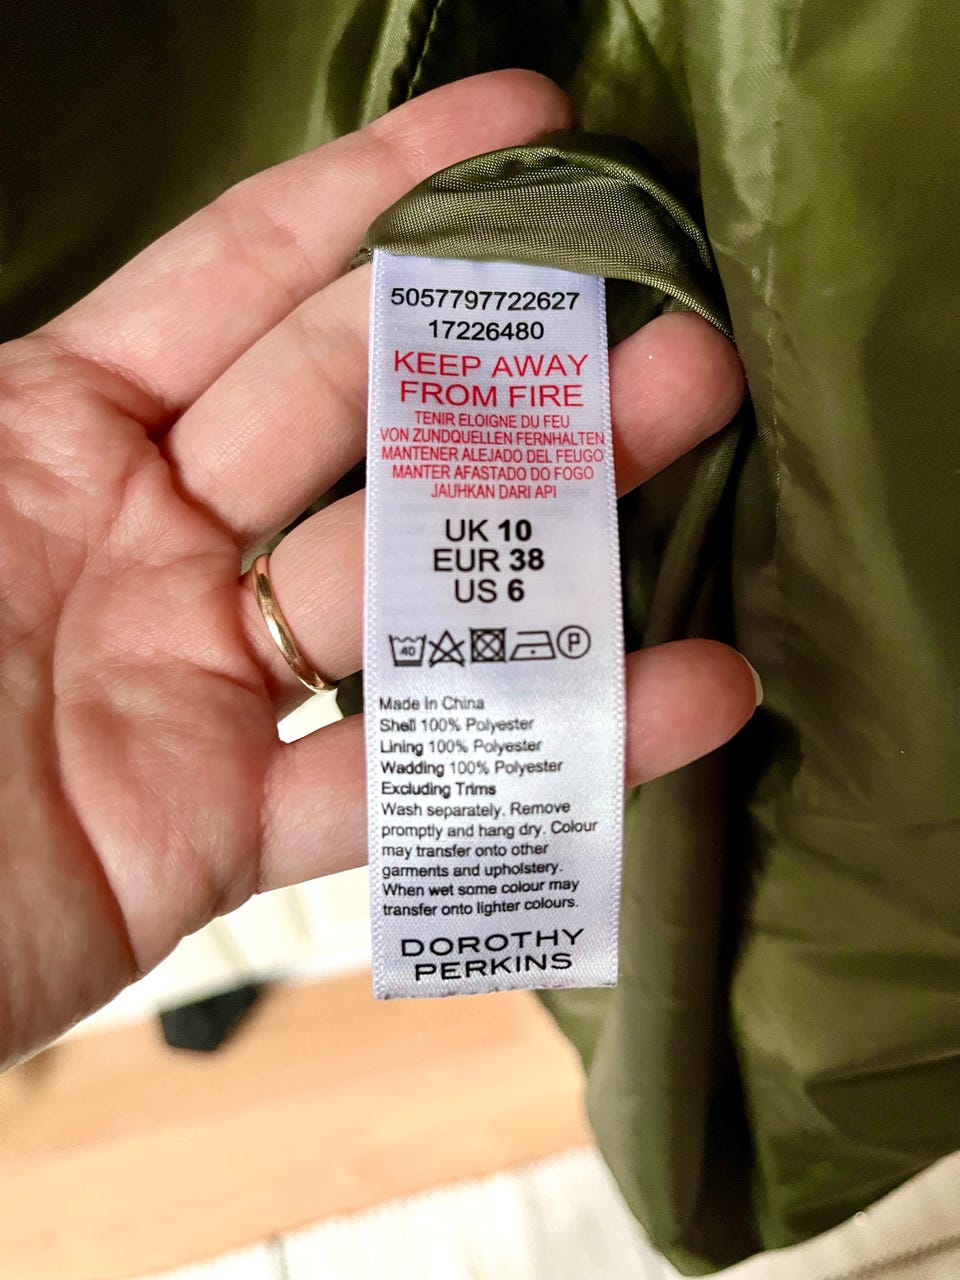 5057797722627
17226480
KEEP AWAY
FROM FIRE
TENIR ELOIGNE DU FEU
VON ZUNDQUELLEN FERNHALTEN
MANTENER ALEJADO DEL FEUGO
MANTER AFASTADO DO FOGO
JAUHKAN DARI API
UK 10
EUR 38
US 6
40 P
Made In China
Shell 100% Polyester
Lining 100% Polyester
Wadding 100% Polyester
Excluding Trims
Wash separately. Remove
promptly and hang dry. Colour
may transfer onto other
garments and upholstery.
When wet some colour may
transfer onto lighter colours.
DOROTHY
PERKINS